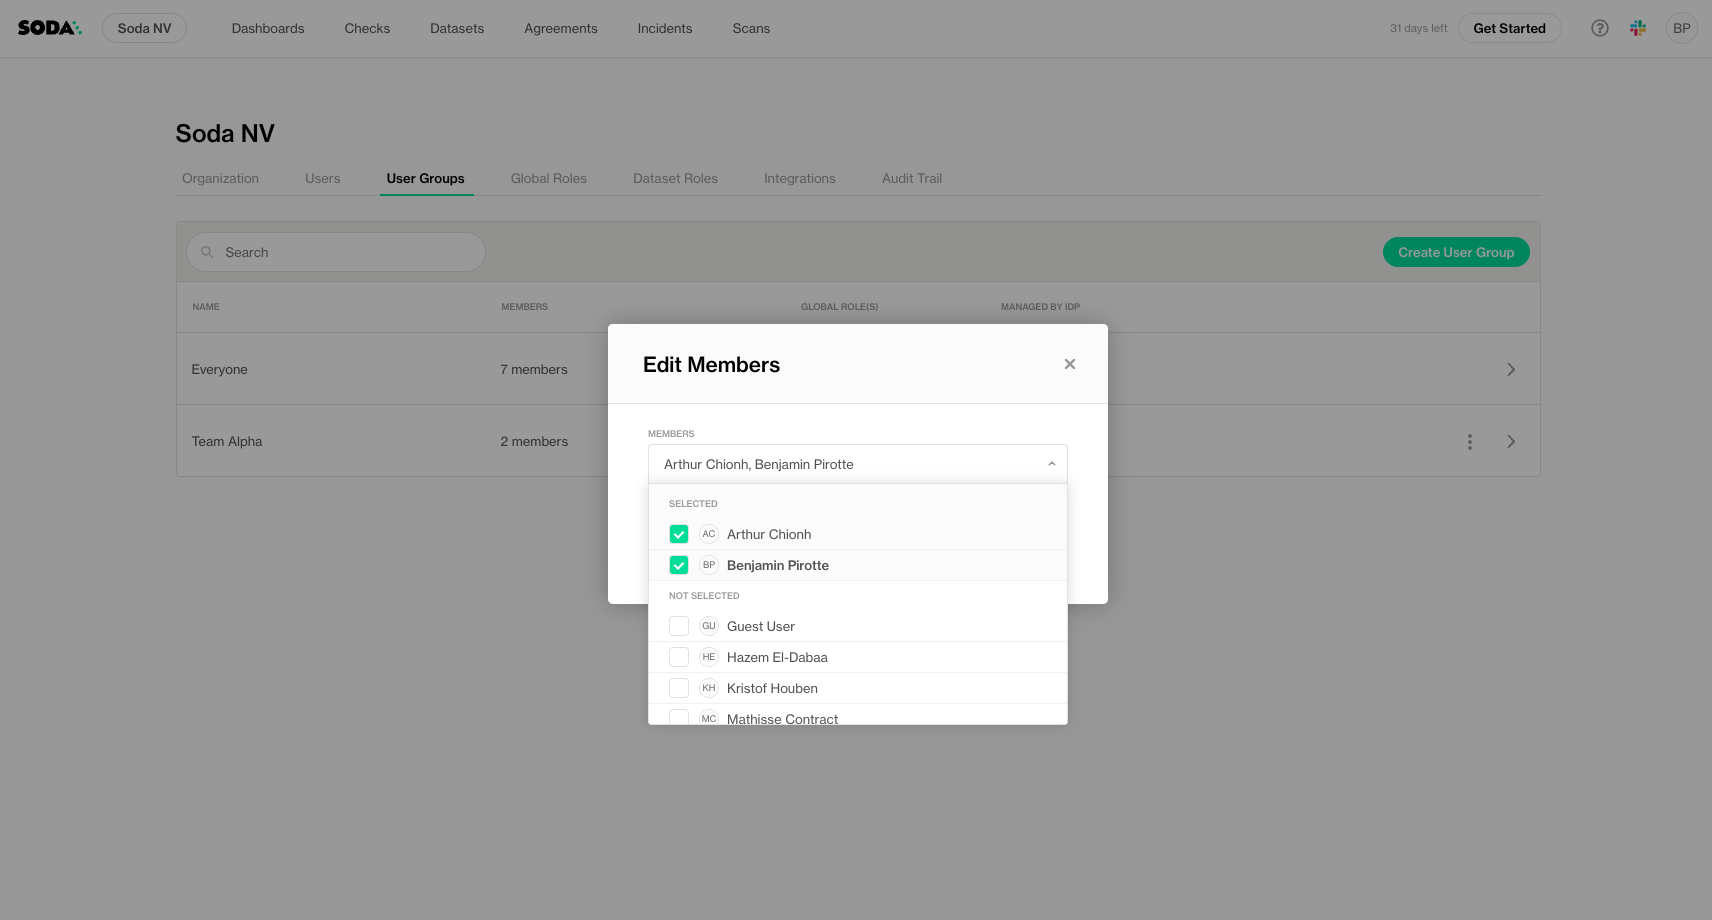 SODA Soda NV Dashboards Checks Datasets Agreements Incidents Scans 31 days left Get Started ? BP
Soda NV
Organization Users User Groups Global Roles Dataset Roles Integrations Audit Trail
Search Create User Group
NAME MEMBERS GLOBAL ROLE(S) MANAGED BY IDP
Everyone 7 members
Team Alpha 2 members
Edit Members
MEMBERS
Arthur Chionh, Benjamin Pirotte
SELECTED
AC Arthur Chionh
BP Benjamin Pirotte
NOT SELECTED
GU Guest User
HE Hazem El-Dabaa
KH Kristof Houben
MC Mathisse Contract